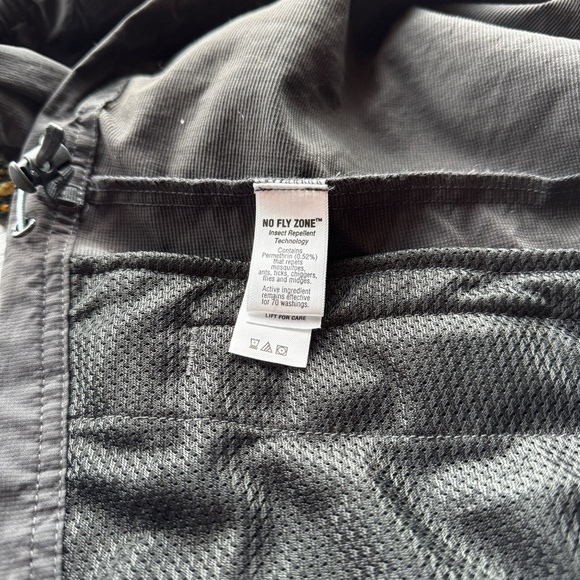 NO FLY ZONE™
Insect Repellent
Technology
Contains
Permethrin (0.52%)
that repels
mosquitoes,
ants, ticks, chiggers,
flies and midges.
Active ingredient
remains effective
for 70 washings.
LIFT FOR CARE